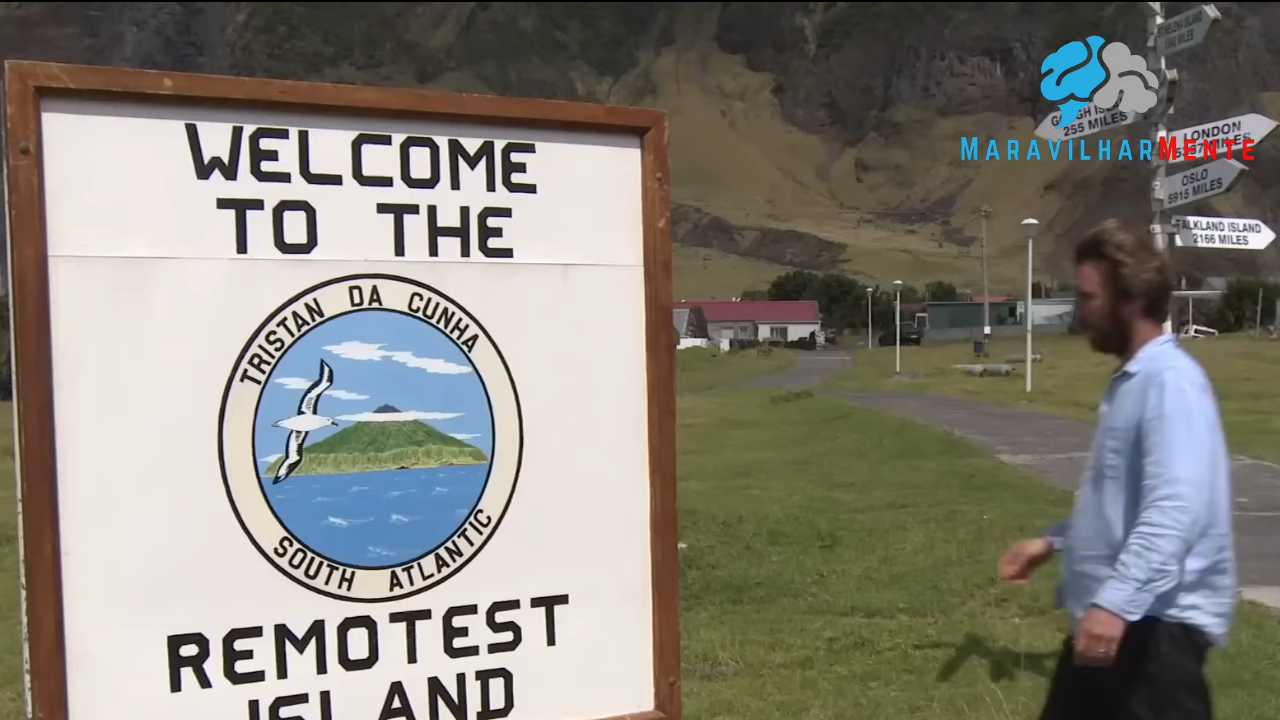 WELCOME
TO THE
TRISTAN DA CUNHA
SOUTH ATLANTIC
REMOTEST
ISLAND
MARAVILHARMENTE
255 MILES
LONDON
OSLO
5915 MILES
FALKLAND ISLAND
2166 MILES